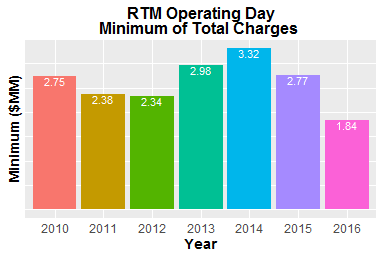 RTM Operating Day
Minimum of Total Charges
Minimum ($MM)
2.75
2.38
2.34
2.98
3.32
2.77
1.84
2010 2011 2012 2013 2014 2015 2016
Year